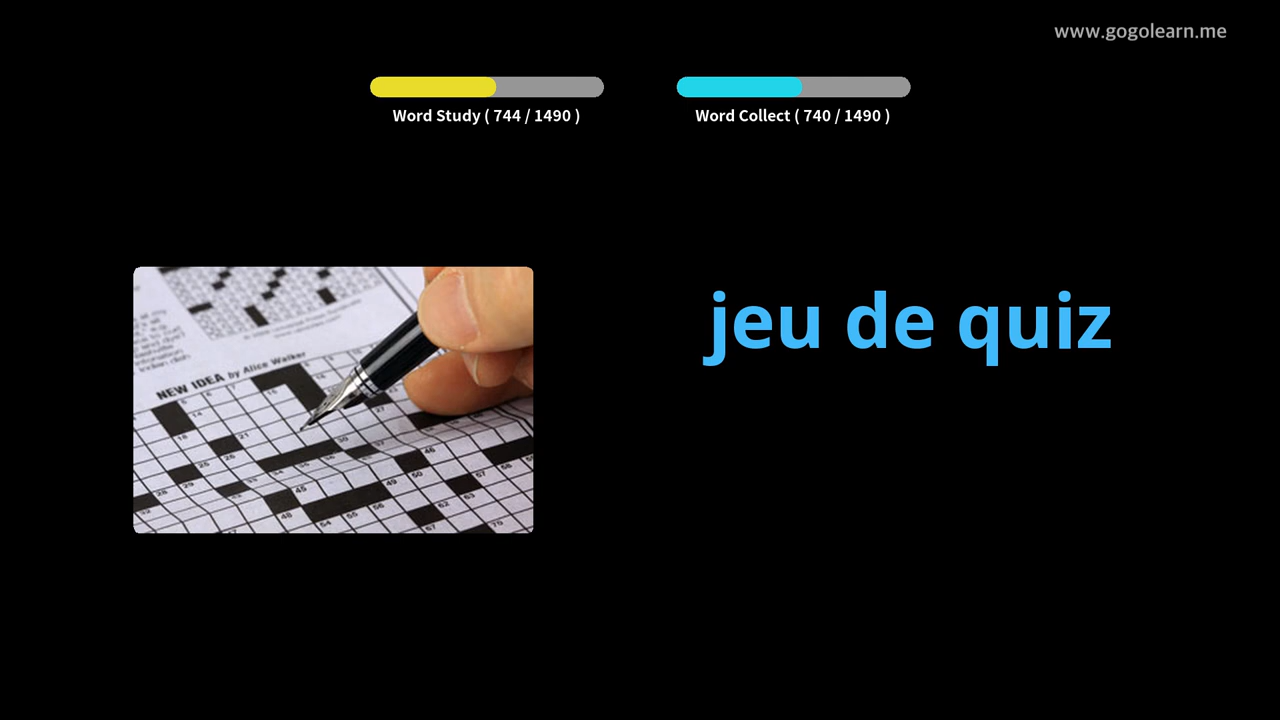 www.gogolearn.me
Word Study ( 744 / 1490 )
Word Collect ( 740 / 1490 )
jeu de quiz
NEW IDEA by Alice Walker